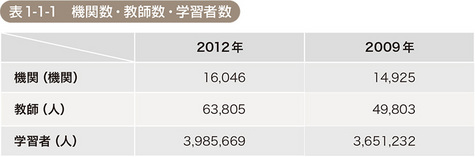 表1-1-1 機関数・教師数・学習者数
2012年 2009年
機関（機関） 16,046 14,925
教師（人） 63,805 49,803
学習者（人） 3,985,669 3,651,232